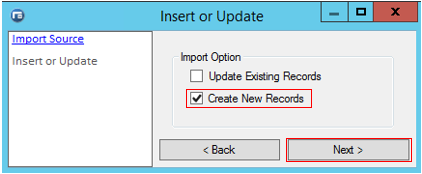 Insert or Update
Import Source
Insert or Update
Import Option
Update Existing Records
Create New Records
< Back
Next >